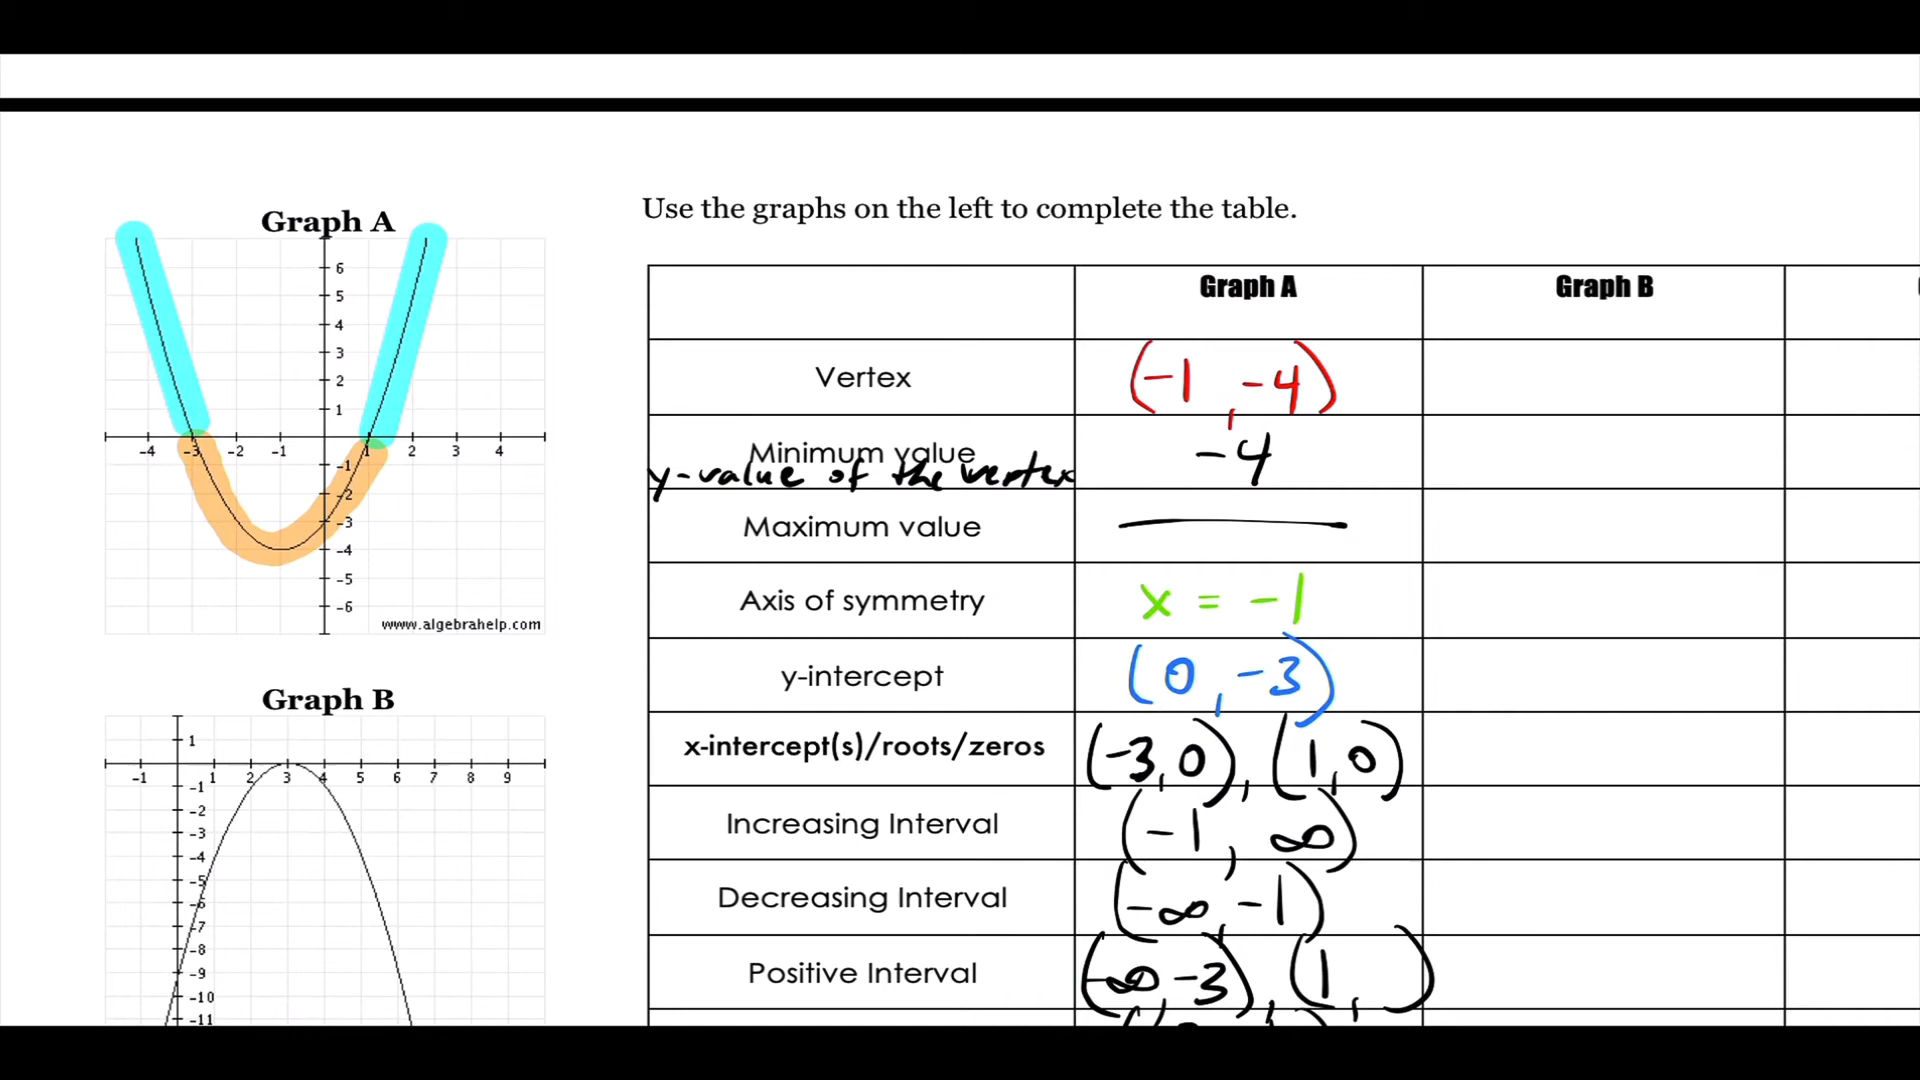 Graph A
6
5
4
3
2
1
-4 -3 -2 -1 1 2 3 4
-1
-2
-3
-4
-5
-6
www.algebrahelp.com
Graph B
1
-1 1 2 3 4 5 6 7 8 9
-1
-2
-3
-4
-5
-6
-7
-8
-9
-10
-11
Use the graphs on the left to complete the table.
Graph A Graph B
Vertex (-1, -4)
Minimum value -4
y-value of the vertex
Maximum value —
Axis of symmetry x = -1
y-intercept (0, -3)
x-intercept(s)/roots/zeros (-3, 0), (1, 0)
Increasing Interval (-1, ∞)
Decreasing Interval (-∞, -1)
Positive Interval (-∞, -3), (1, )